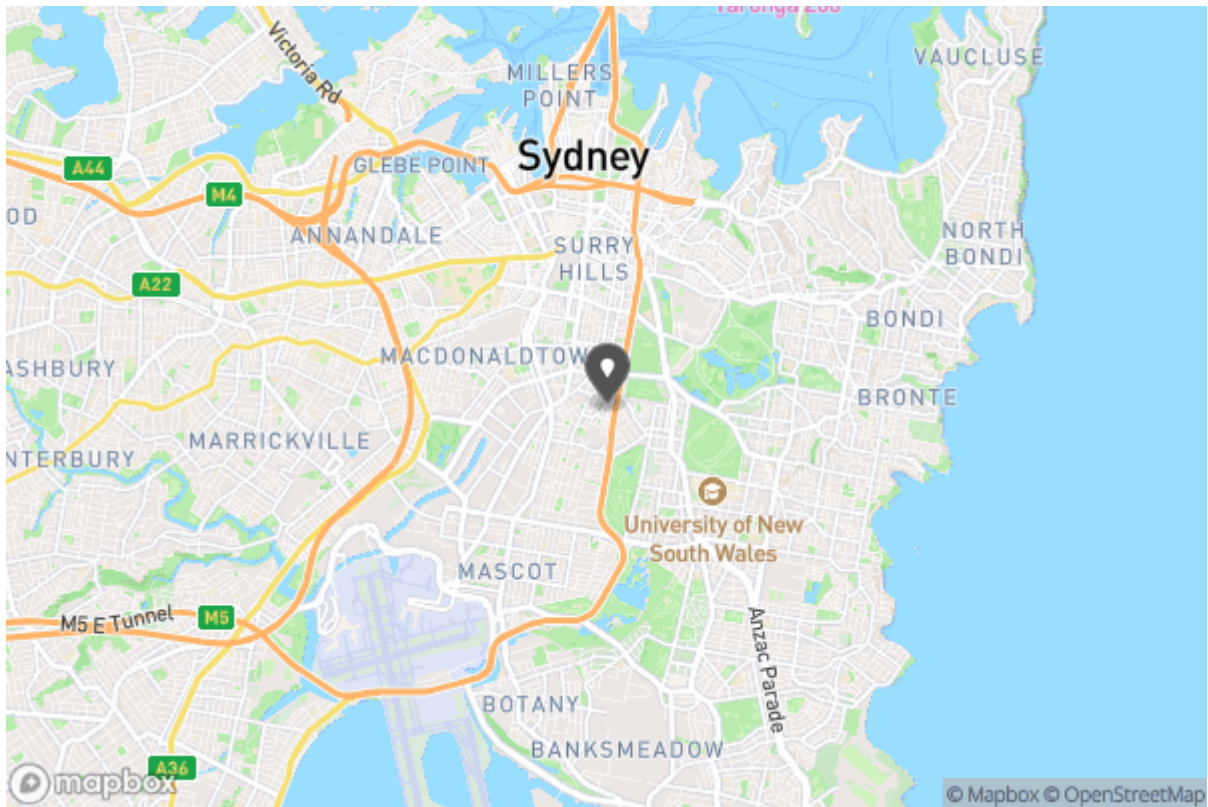 Taronga Zoo
VAUCLUSE
Victoria Rd
MILLERS
POINT
Sydney
A44
GLEBE POINT
M4
OD
ANNANDALE
SURRY
HILLS
NORTH
BONDI
A22
BONDI
MACDONALDTOW
ASHBURY
BRONTE
MARRICKVILLE
NTERBURY
University of New
South Wales
MASCOT
M5 E Tunnel
M5
Anzac Parade
BOTANY
BANKSMEADOW
A36
mapbox
© Mapbox © OpenStreetMap